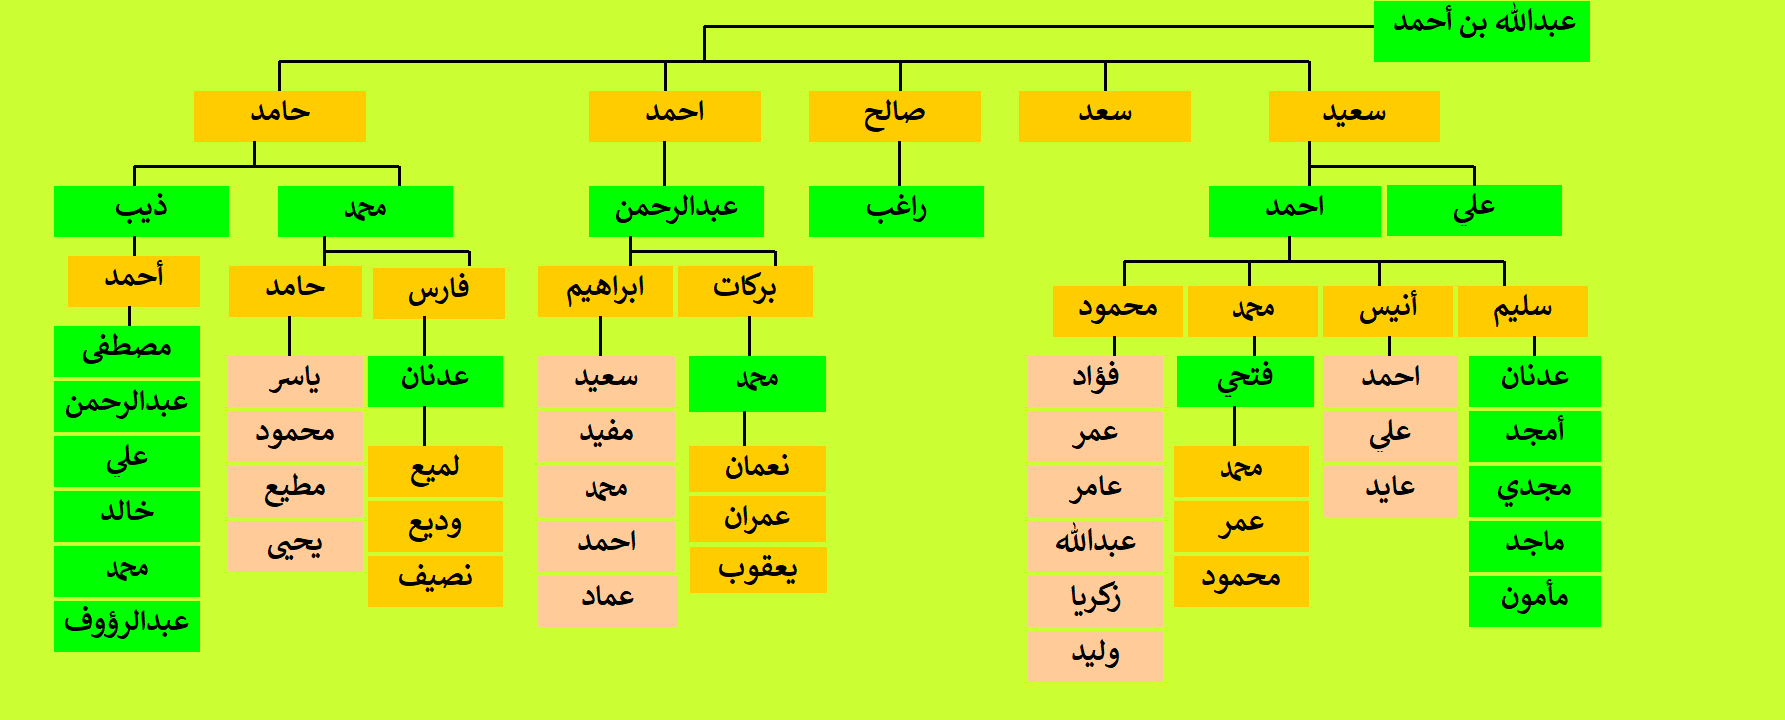 عبدالله بن أحمد
سعيد
سعد
صالح
احمد
حامد
علي
احمد
راغب
عبدالرحمن
محمد
ذيب
سليم
أنيس
محمد
محمود
بركات
ابراهيم
فارس
حامد
أحمد
عدنان
أمجد
مجدي
ماجد
مأمون
احمد
علي
عايد
فتحي
محمد
عمر
محمود
فؤاد
عمر
عامر
عبدالله
زكريا
وليد
محمد
نعمان
عمران
يعقوب
سعيد
مفيد
محمد
احمد
عماد
عدنان
لميع
وديع
نصيف
ياسر
محمود
مطيع
يحيى
مصطفى
عبدالرحمن
علي
خالد
محمد
عبدالرؤوف